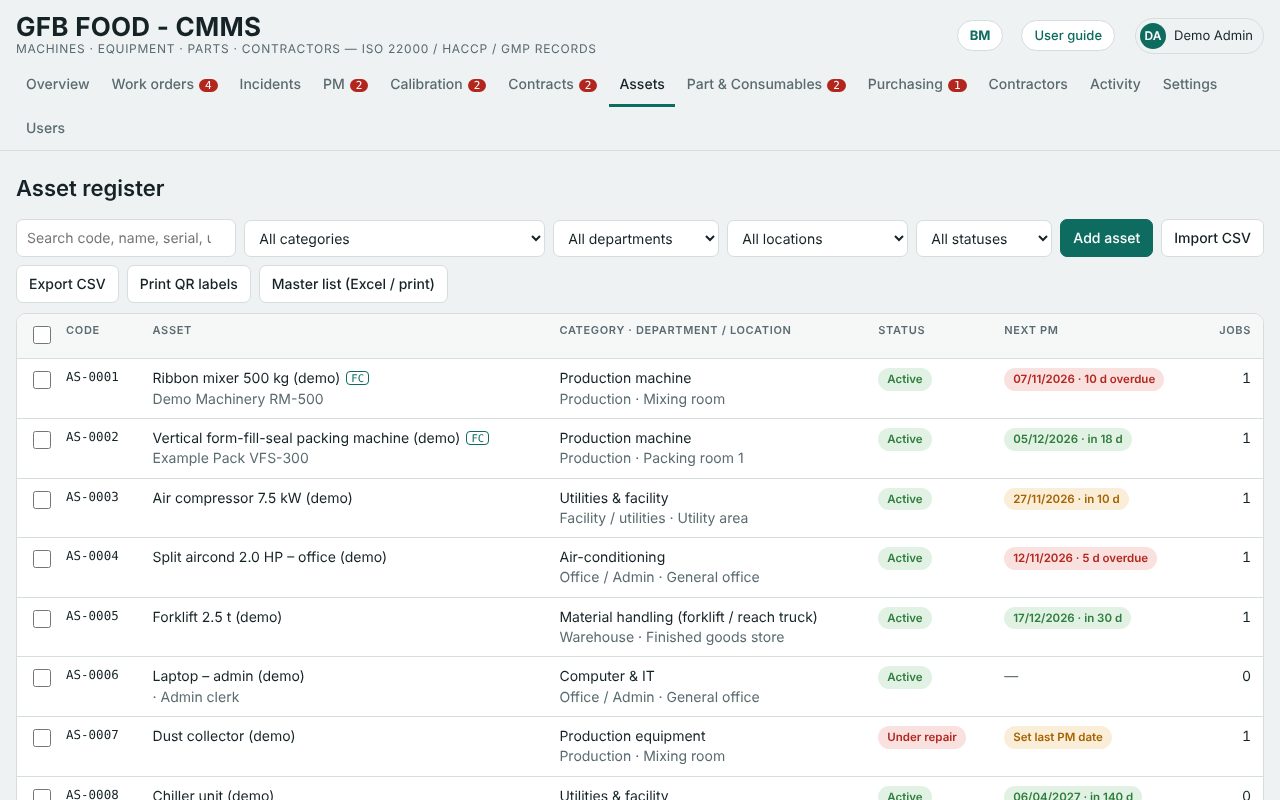 GFB FOOD - CMMS
MACHINES · EQUIPMENT · PARTS · CONTRACTORS — ISO 22000 / HACCP / GMP RECORDS
BM
User guide
DA Demo Admin
Overview Work orders 4 Incidents PM 2 Calibration 2 Contracts 2 Assets Part & Consumables 2 Purchasing 1 Contractors Activity Settings
Users
Asset register
Search code, name, serial, All categories All departments All locations All statuses Add asset Import CSV
Export CSV Print QR labels Master list (Excel / print)
CODE ASSET CATEGORY · DEPARTMENT / LOCATION STATUS NEXT PM JOBS
AS-0001 Ribbon mixer 500 kg (demo) FC Production machine Active 07/11/2026 · 10 d overdue 1
Demo Machinery RM-500 Production · Mixing room
AS-0002 Vertical form-fill-seal packing machine (demo) FC Production machine Active 05/12/2026 · in 18 d 1
Example Pack VFS-300 Production · Packing room 1
AS-0003 Air compressor 7.5 kW (demo) Utilities & facility Active 27/11/2026 · in 10 d 1
Facility / utilities · Utility area
AS-0004 Split aircond 2.0 HP – office (demo) Air-conditioning Active 12/11/2026 · 5 d overdue 1
Office / Admin · General office
AS-0005 Forklift 2.5 t (demo) Material handling (forklift / reach truck) Active 17/12/2026 · in 30 d 1
Warehouse · Finished goods store
AS-0006 Laptop – admin (demo) Computer & IT Active — 0
· Admin clerk Office / Admin · General office
AS-0007 Dust collector (demo) Production equipment Under repair Set last PM date 1
Production · Mixing room
AS-0008 Chiller unit (demo) Utilities & facility Active 06/04/2027 · in 140 d 0